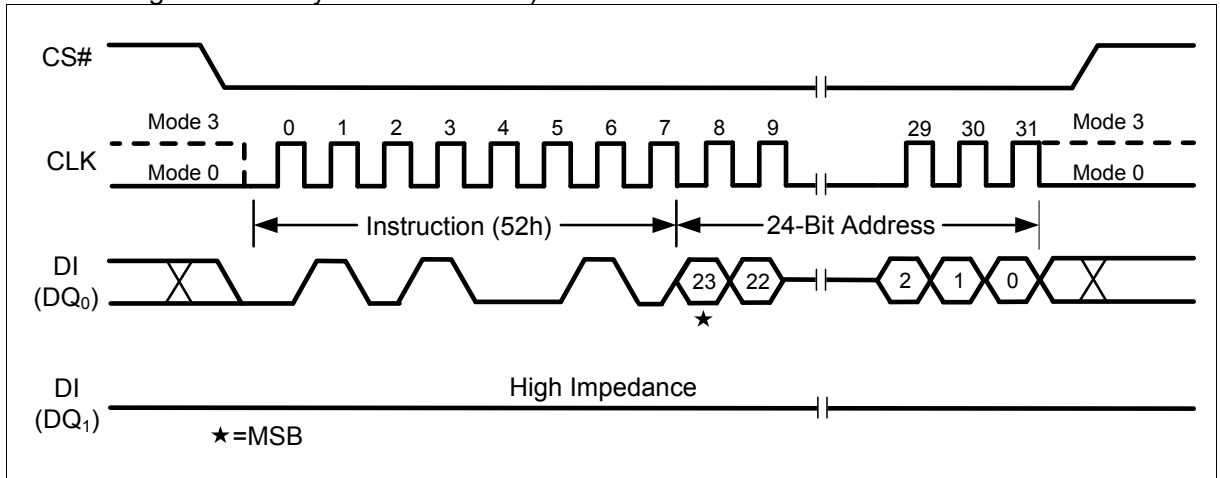 CS#
Mode 3
0 1 2 3 4 5 6 7 8 9 29 30 31
Mode 3
CLK
Mode 0
Mode 0
Instruction (52h)
24-Bit Address
DI
(DQ₀)
23 22 2 1 0
★
DI
(DQ₁)
High Impedance
★=MSB